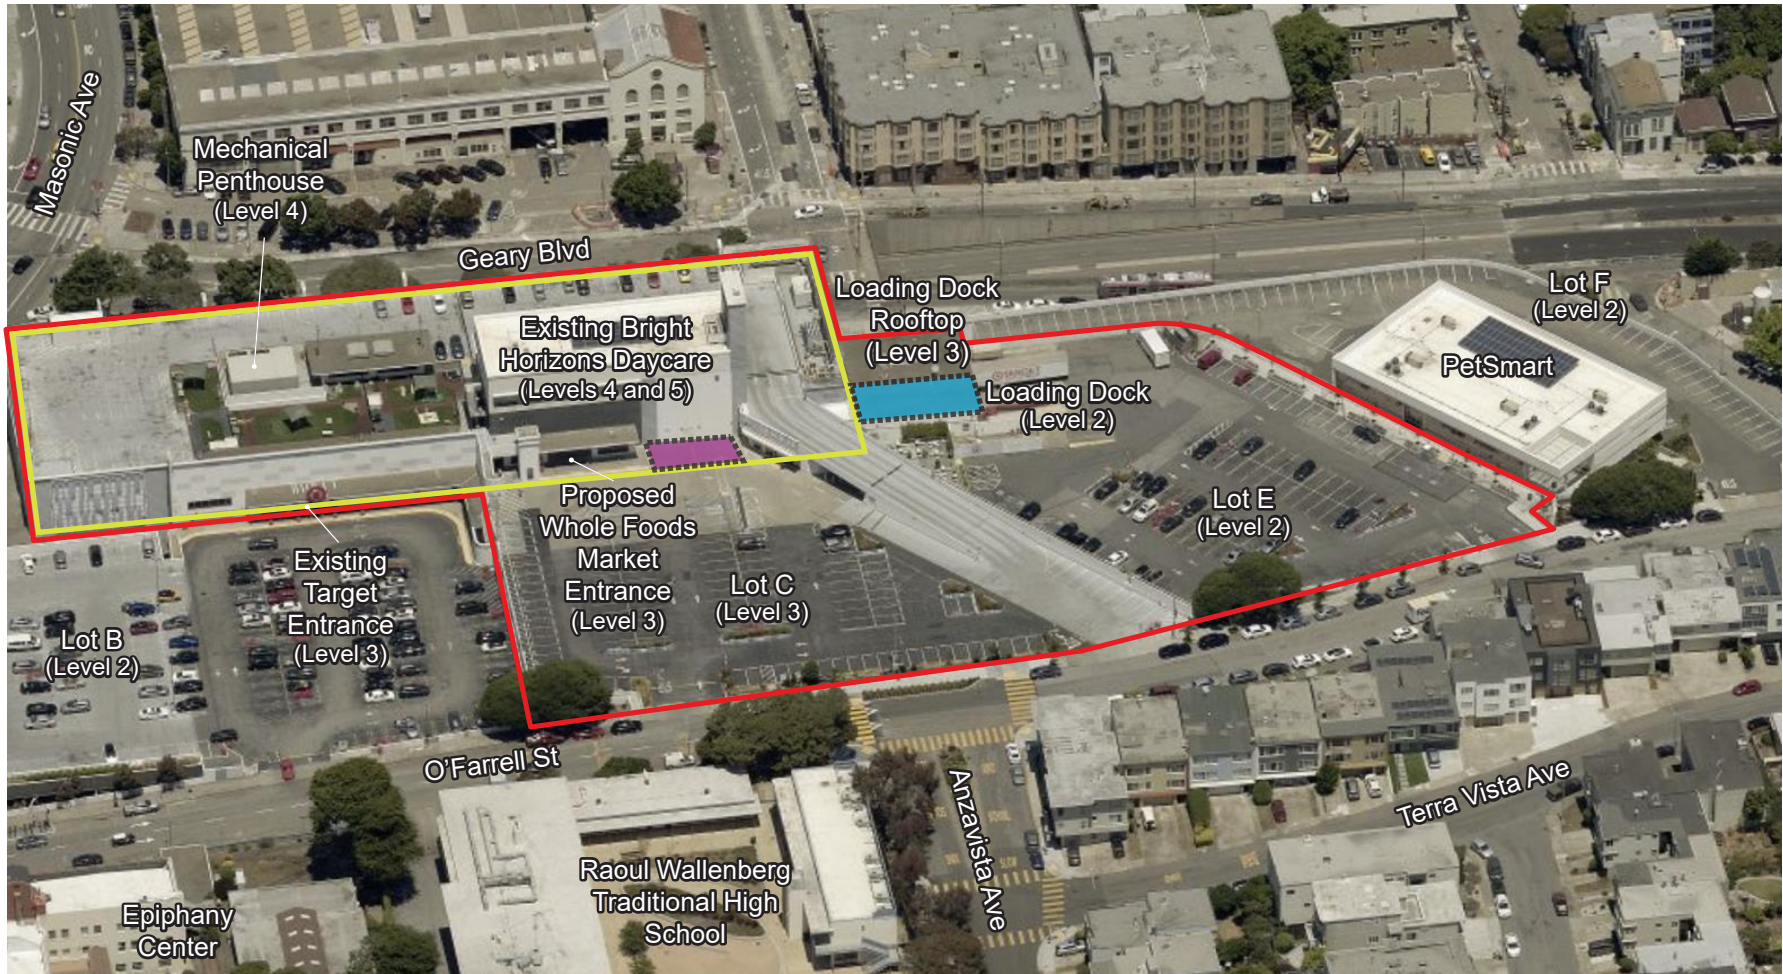 Masonic Ave
Mechanical
Penthouse
(Level 4)
Geary Blvd
Existing Bright
Horizons Daycare
(Levels 4 and 5)
Loading Dock
Rooftop
(Level 3)
Loading Dock
(Level 2)
Lot F
(Level 2)
PetSmart
Lot E
(Level 2)
Proposed
Whole Foods
Market
Entrance
(Level 3)
Lot C
(Level 3)
Existing
Target
Entrance
(Level 3)
Lot B
(Level 2)
O'Farrell St
Anzavista Ave
Terra Vista Ave
Raoul Wallenberg
Traditional High
School
Epiphany
Center